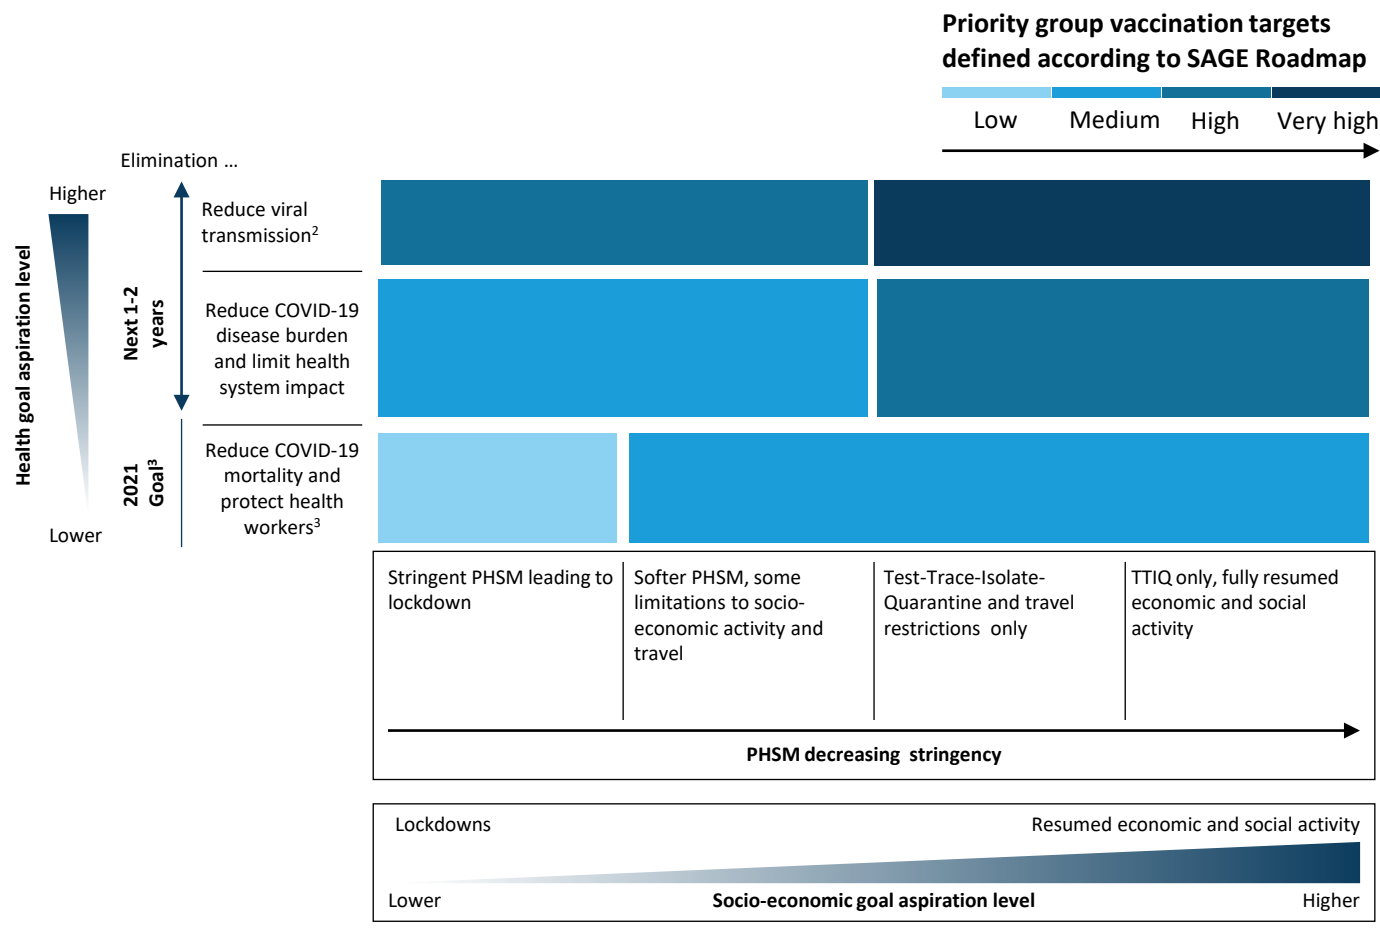 Priority group vaccination targets
defined according to SAGE Roadmap
Low Medium High Very high
Elimination ...
Higher
Health goal aspiration level
Lower
Next 1-2
years
2021
Goal³
Reduce viral
transmission²
Reduce COVID-19
disease burden
and limit health
system impact
Reduce COVID-19
mortality and
protect health
workers³
Stringent PHSM leading to
lockdown
Softer PHSM, some
limitations to socio-
economic activity and
travel
Test-Trace-Isolate-
Quarantine and travel
restrictions only
TTIQ only, fully resumed
economic and social
activity
PHSM decreasing stringency
Lockdowns Resumed economic and social activity
Lower Socio-economic goal aspiration level Higher